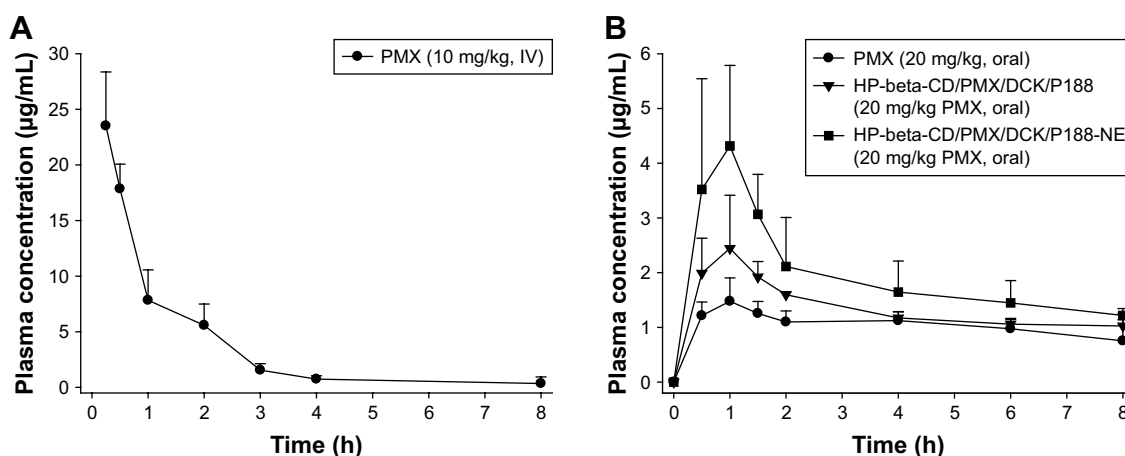 A
Plasma concentration (µg/mL)
30
25
20
15
10
5
0
0 1 2 3 4 5 6 7 8
Time (h)
PMX (10 mg/kg, IV)
B
Plasma concentration (µg/mL)
6
5
4
3
2
1
0
0 1 2 3 4 5 6 7 8
Time (h)
PMX (20 mg/kg, oral)
HP-beta-CD/PMX/DCK/P188
(20 mg/kg PMX, oral)
HP-beta-CD/PMX/DCK/P188-NE
(20 mg/kg PMX, oral)